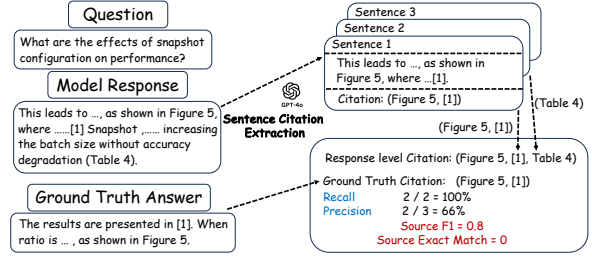 Question
What are the effects of snapshot
configuration on performance?
Model Response
This leads to ..., as shown in Figure 5,
where ......[1] Snapshot ,...... increasing
the batch size without accuracy
degradation (Table 4).
Ground Truth Answer
The results are presented in [1]. When
ratio is ... , as shown in Figure 5.
GPT-4o
Sentence Citation
Extraction
Sentence 3
Sentence 2
Sentence 1
This leads to ..., as shown in
Figure 5, where ...[1].
Citation: (Figure 5, [1])
(Table 4)
(Figure 5, [1])
Response level Citation: (Figure 5, [1], Table 4)
Ground Truth Citation: (Figure 5, [1])
Recall 2 / 2 = 100%
Precision 2 / 3 = 66%
Source F1 = 0.8
Source Exact Match = 0